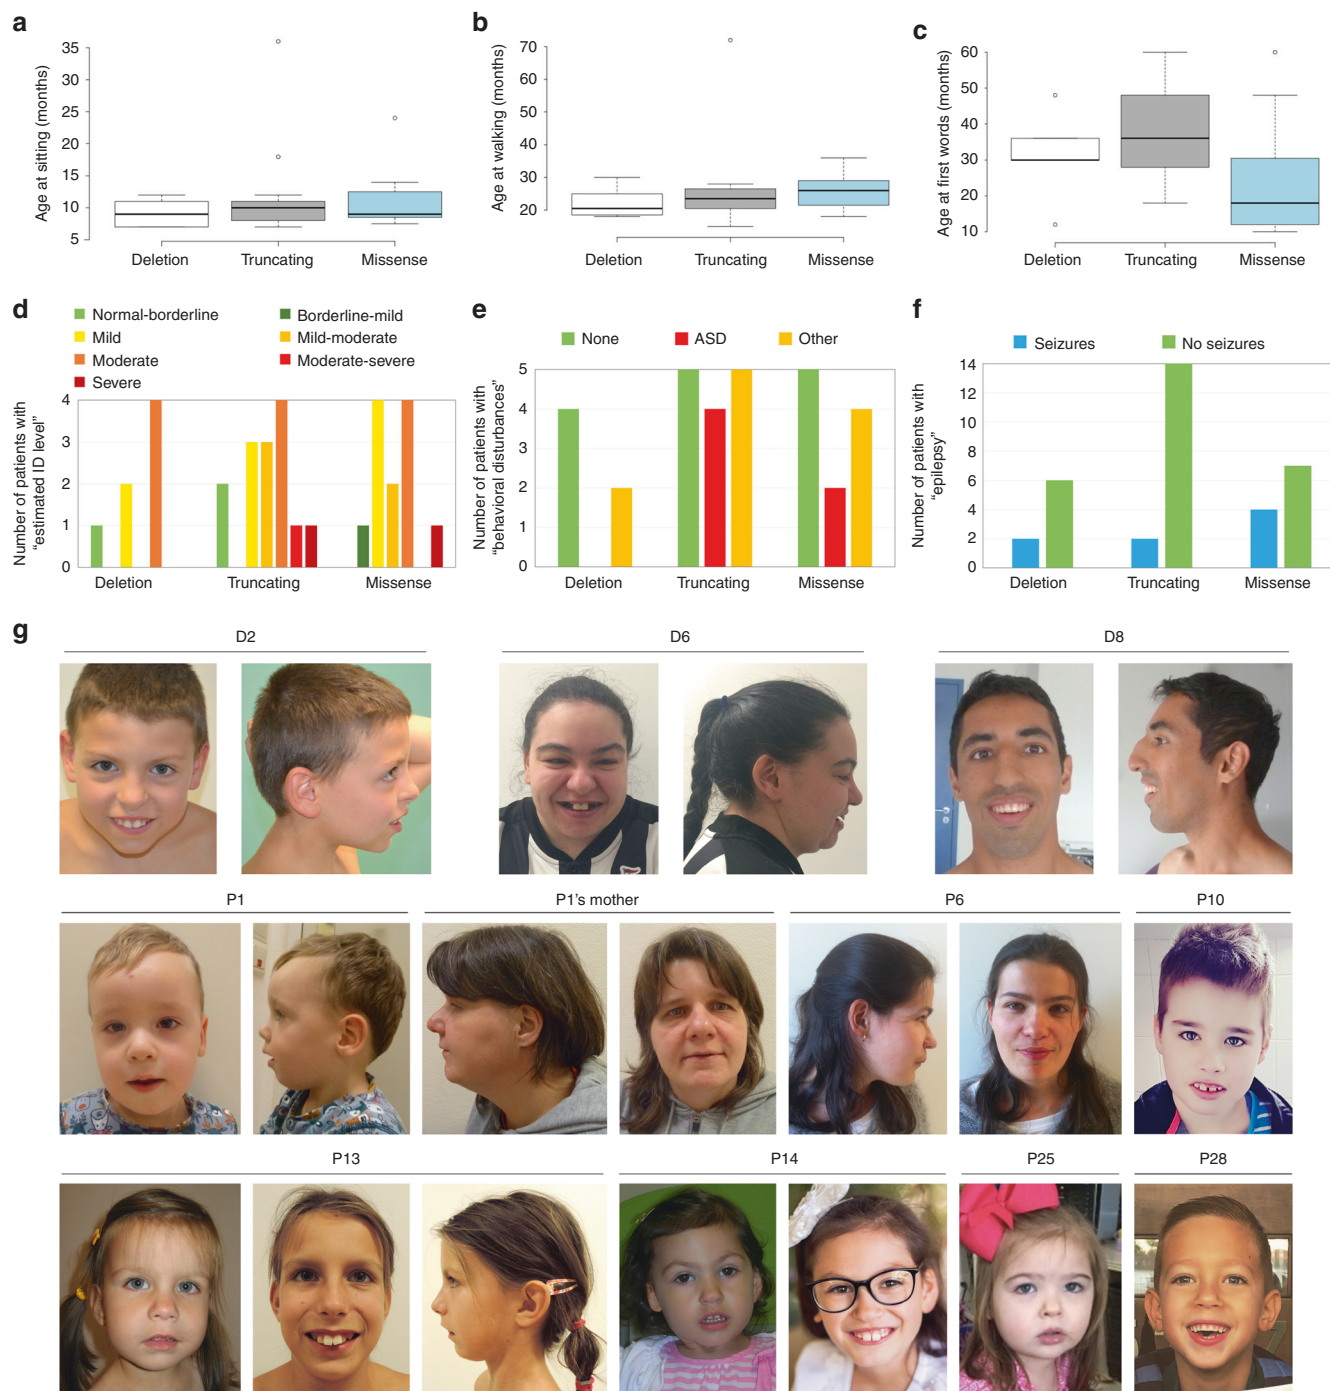 a
Age at sitting (months)
35
30
25
20
15
10
5
Deletion Truncating Missense
b
Age at walking (months)
70
60
50
40
30
20
Deletion Truncating Missense
c
Age at first words (months)
60
50
40
30
20
10
Deletion Truncating Missense
d
Normal-borderline Borderline-mild
Mild Mild-moderate
Moderate Moderate-severe
Severe
Number of patients with
“estimated ID level”
4
3
2
1
0
Deletion Truncating Missense
e
None ASD Other
Number of patients with
“behavioral disturbances”
5
4
3
2
1
0
Deletion Truncating Missense
f
Seizures No seizures
Number of patients with
“epilepsy”
14
12
10
8
6
4
2
0
Deletion Truncating Missense
g
D2 D6 D8
P1 P1’s mother P6 P10
P13 P14 P25 P28